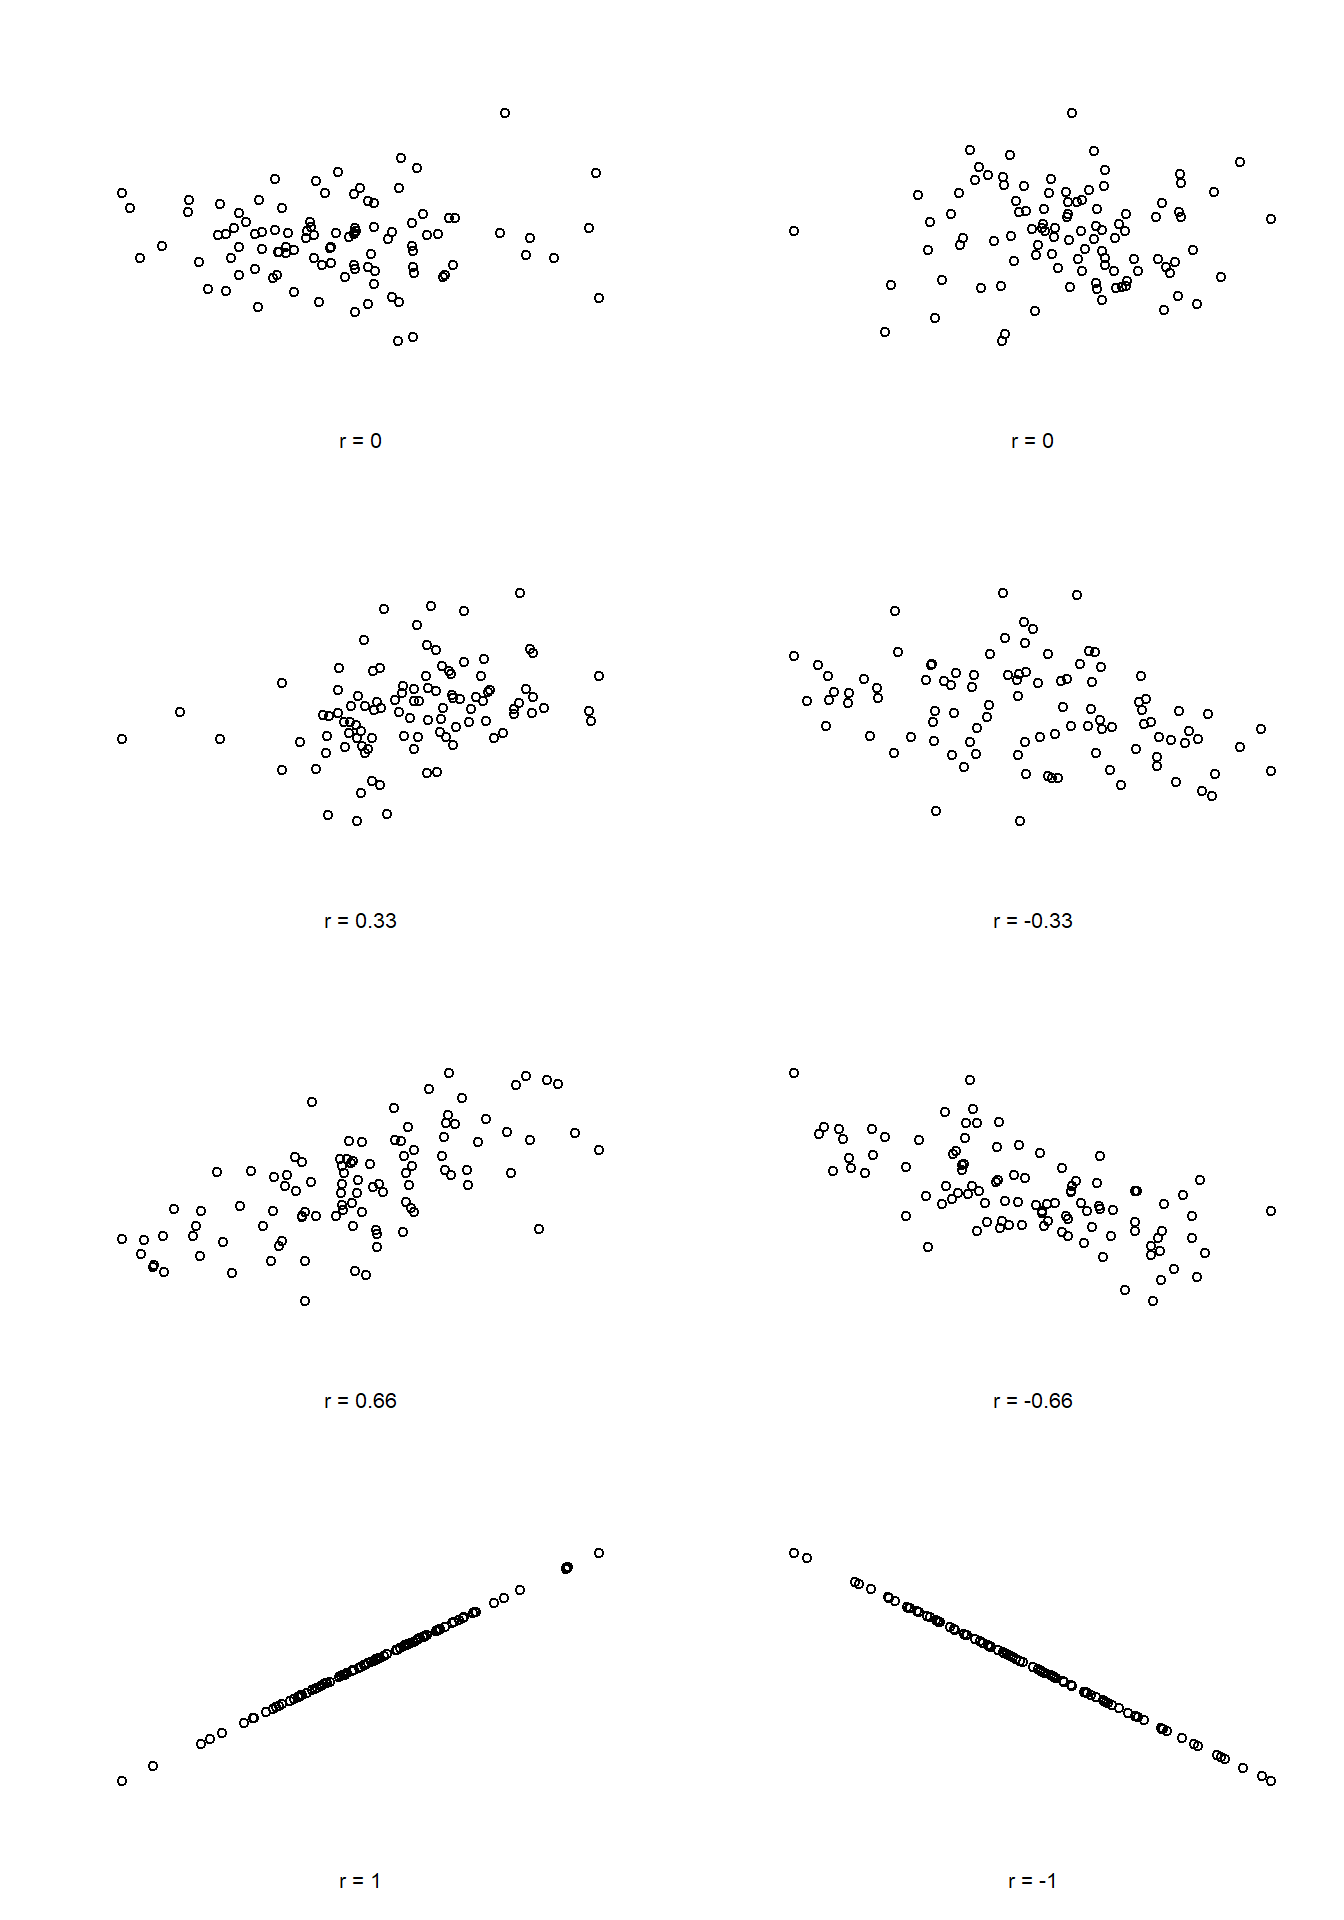 r = 0
r = 0
r = 0.33
r = -0.33
r = 0.66
r = -0.66
r = 1
r = -1